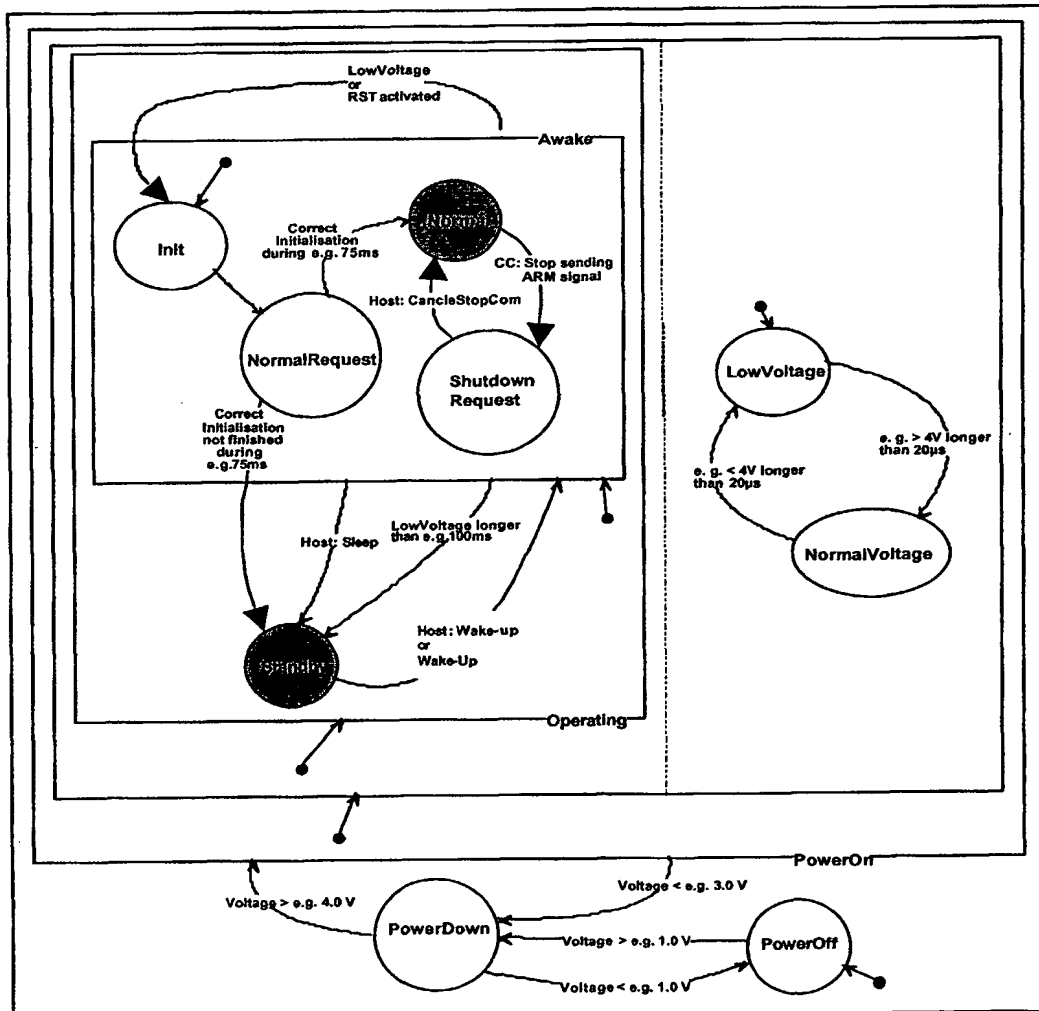 LowVoltage
or
RST activated
Awake
Init
Correct
Initialisation
during e.g. 75ms
Normal
CC: Stop sending
ARM signal
Host: CancleStopCom
NormalRequest
Shutdown
Request
Correct
Initialisation
not finished
during
e.g.75ms
Host: Sleep
LowVoltage longer
than e.g.100ms
Host: Wake-up
or
Wake-Up
Standby
Operating
LowVoltage
e. g. > 4V longer
than 20µs
e. g. < 4V longer
than 20µs
NormalVoltage
PowerOn
Voltage > e.g. 4.0 V
Voltage < e.g. 3.0 V
PowerDown
Voltage > e.g. 1.0 V
PowerOff
Voltage < e.g. 1.0 V